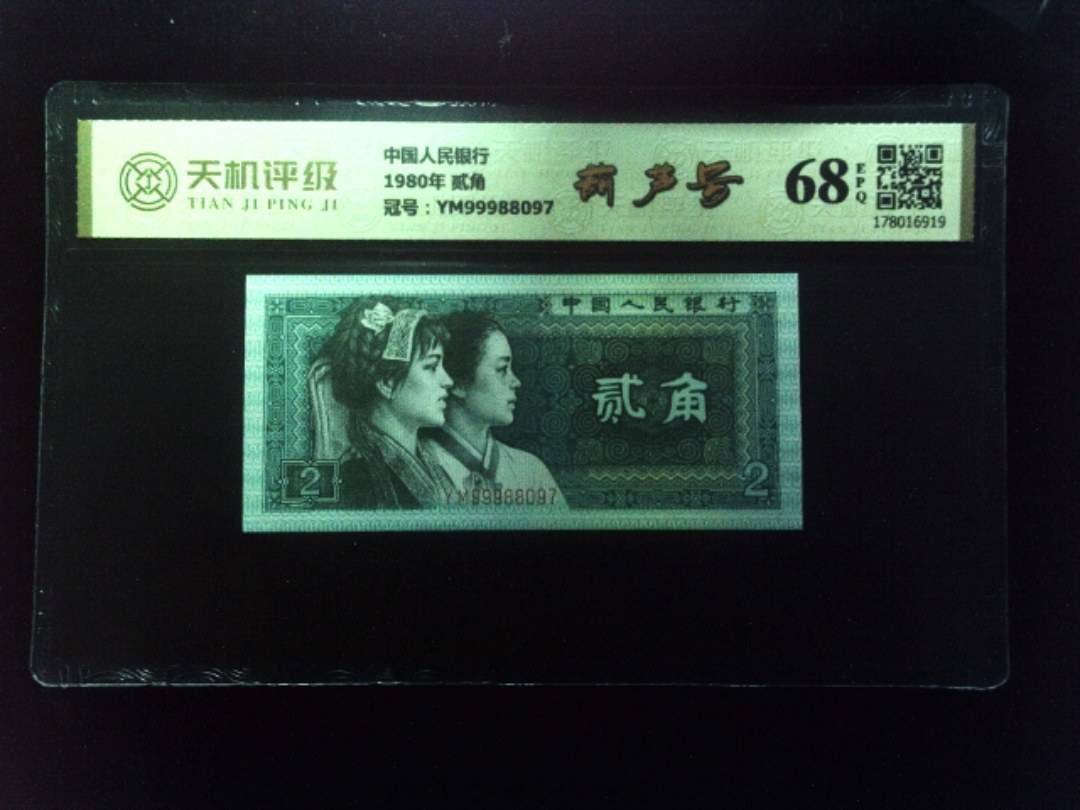 天机评级
TIAN JI PING JI
中国人民银行
1980年 贰角
冠号：YM99988097
葫芦号
68
EPQ
178016919
中国人民银行
贰角
2
YM99988097
2